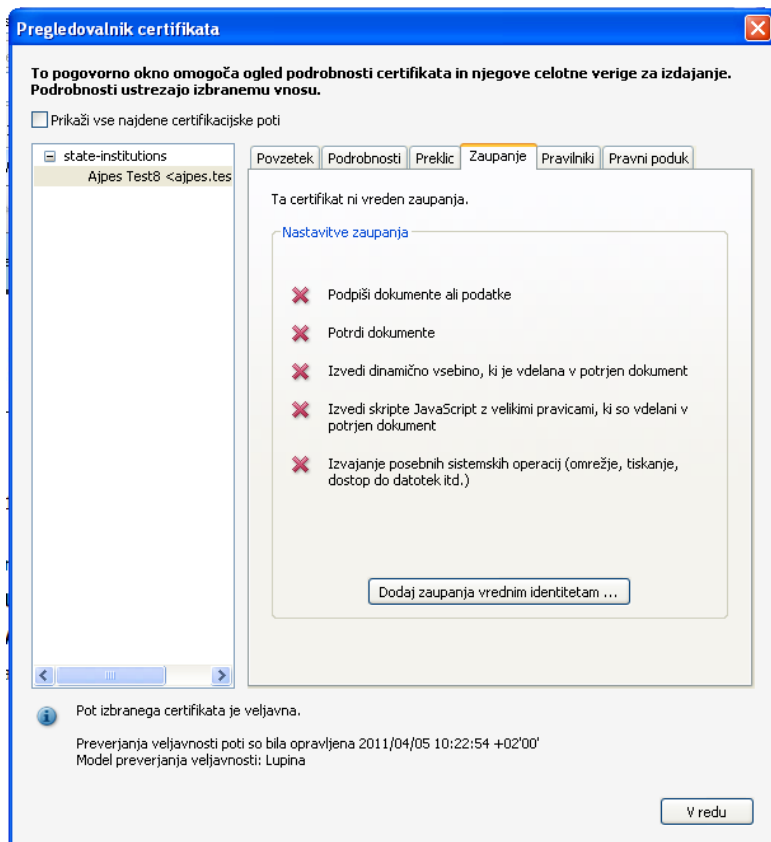 Pregledovalnik certifikata
To pogovorno okno omogoča ogled podrobnosti certifikata in njegove celotne verige za izdajanje.
Podrobnosti ustrezajo izbranemu vnosu.
Prikaži vse najdene certifikacijske poti
state-institutions
Ajpes Test8 <ajpes.tes
Povzetek Podrobnosti Preklic Zaupanje Pravilniki Pravni poduk
Ta certifikat ni vreden zaupanja.
Nastavitve zaupanja
Podpiši dokumente ali podatke
Potrdi dokumente
Izvedi dinamično vsebino, ki je vdelana v potrjen dokument
Izvedi skripte JavaScript z velikimi pravicami, ki so vdelani v
potrjen dokument
Izvajanje posebnih sistemskih operacij (omrežje, tiskanje,
dostop do datotek itd.)
Dodaj zaupanja vrednim identitetam ...
Pot izbranega certifikata je veljavna.
Preverjanja veljavnosti poti so bila opravljena 2011/04/05 10:22:54 +02'00'
Model preverjanja veljavnosti: Lupina
V redu